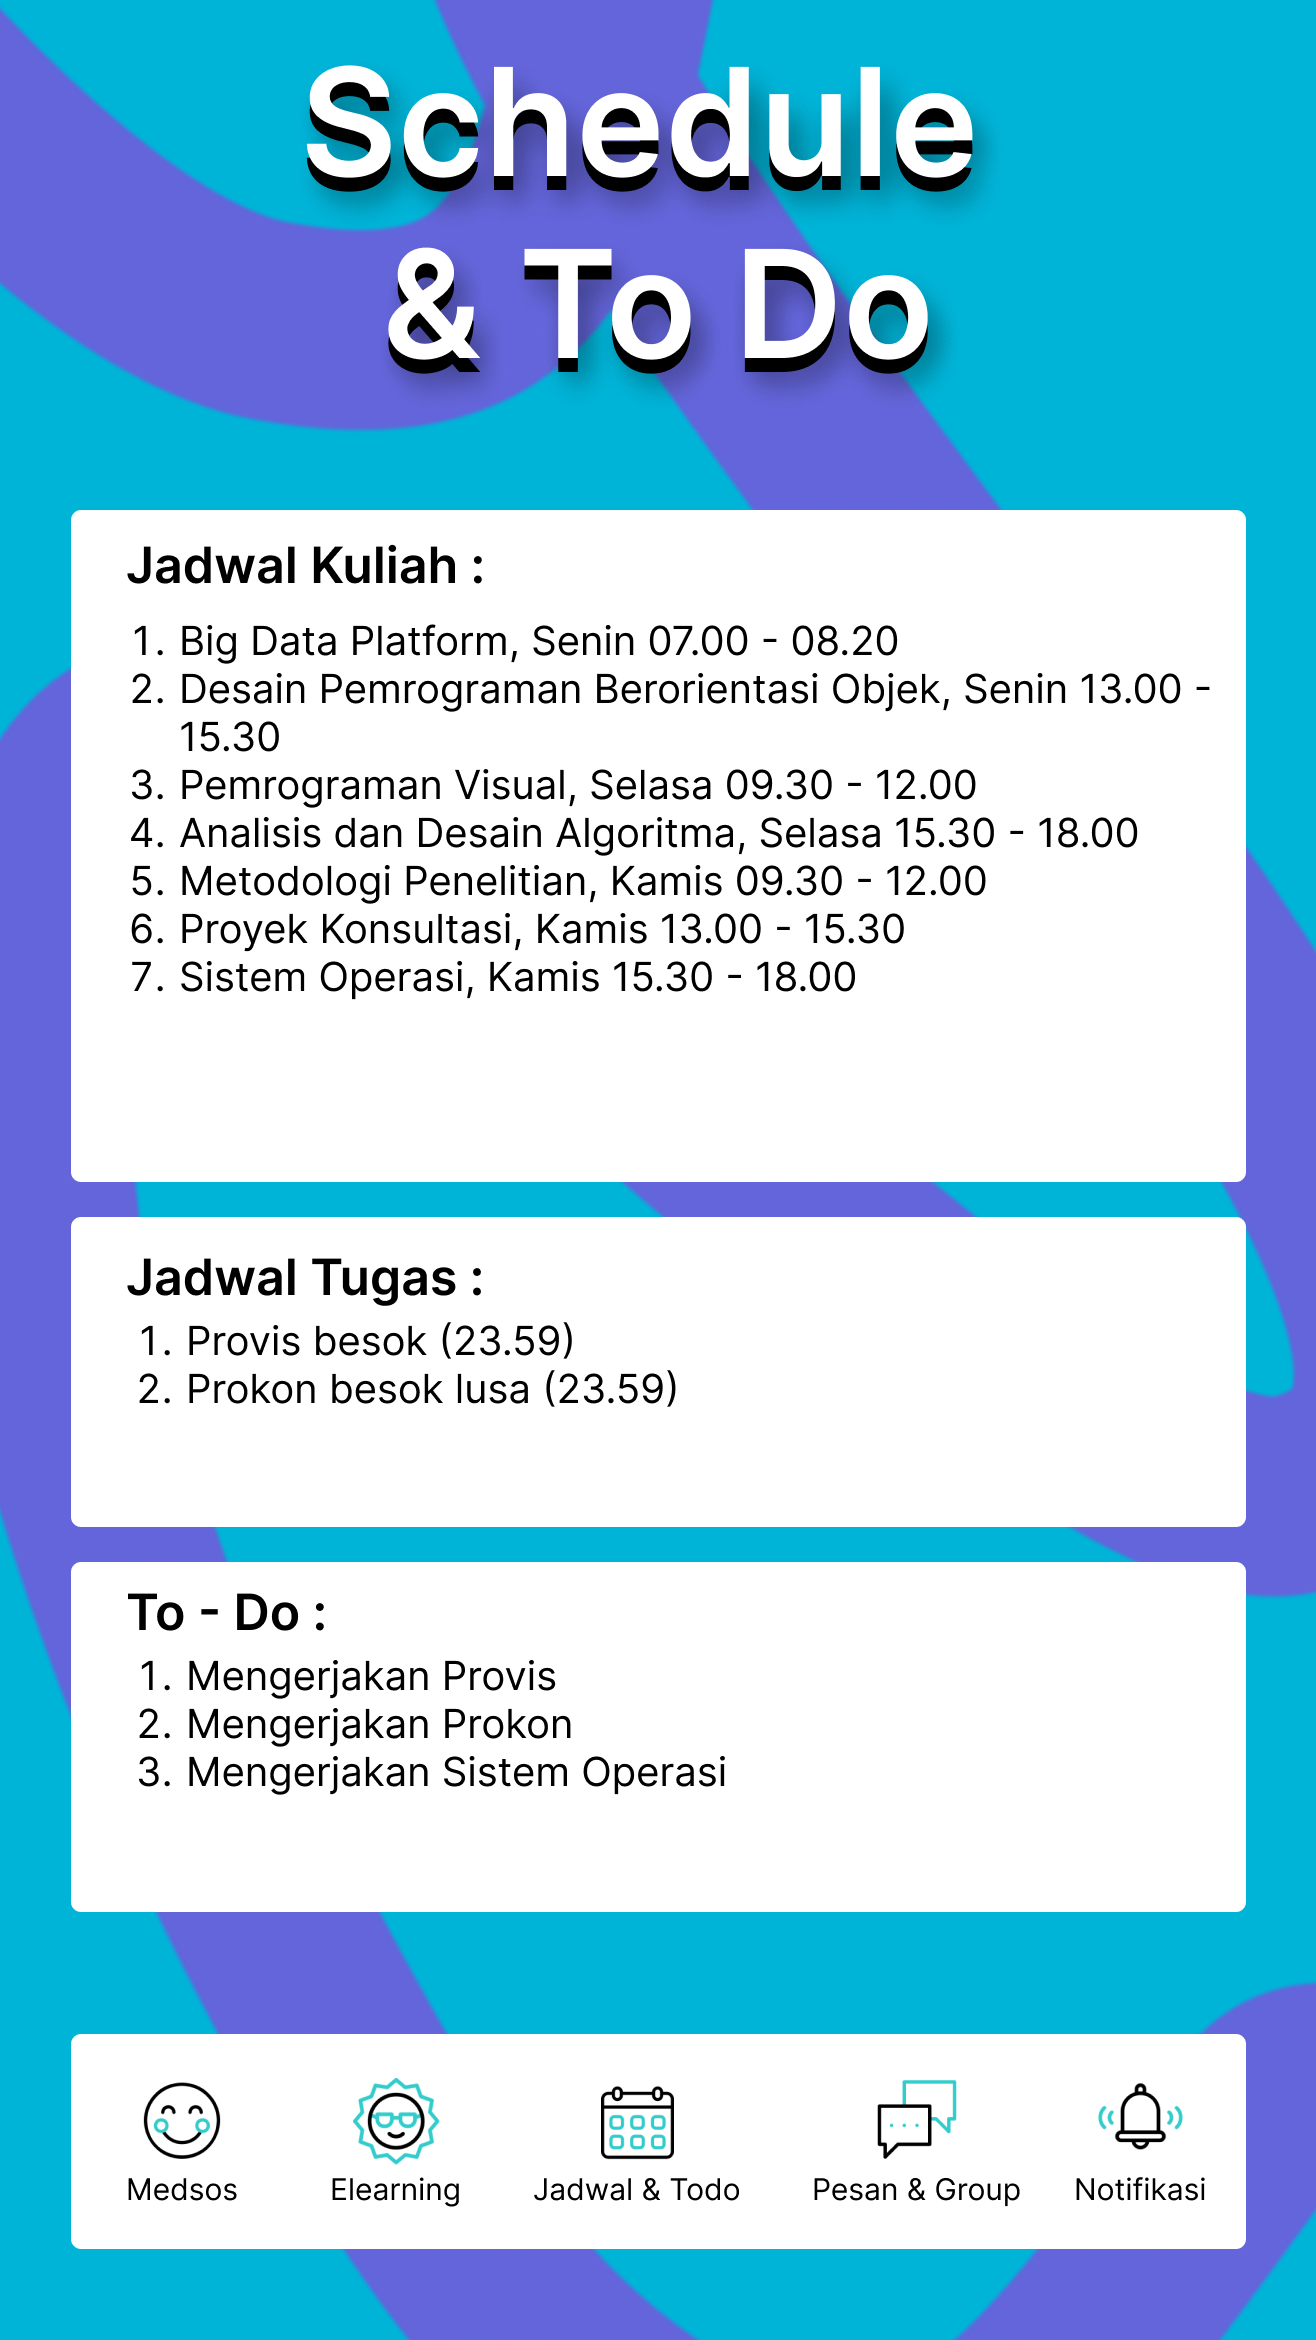 Schedule
& To Do
Jadwal Kuliah :
1. Big Data Platform, Senin 07.00 - 08.20
2. Desain Pemrograman Berorientasi Objek, Senin 13.00 -
15.30
3. Pemrograman Visual, Selasa 09.30 - 12.00
4. Analisis dan Desain Algoritma, Selasa 15.30 - 18.00
5. Metodologi Penelitian, Kamis 09.30 - 12.00
6. Proyek Konsultasi, Kamis 13.00 - 15.30
7. Sistem Operasi, Kamis 15.30 - 18.00
Jadwal Tugas :
1. Provis besok (23.59)
2. Prokon besok lusa (23.59)
To - Do :
1. Mengerjakan Provis
2. Mengerjakan Prokon
3. Mengerjakan Sistem Operasi
Medsos
Elearning
Jadwal & Todo
Pesan & Group
Notifikasi